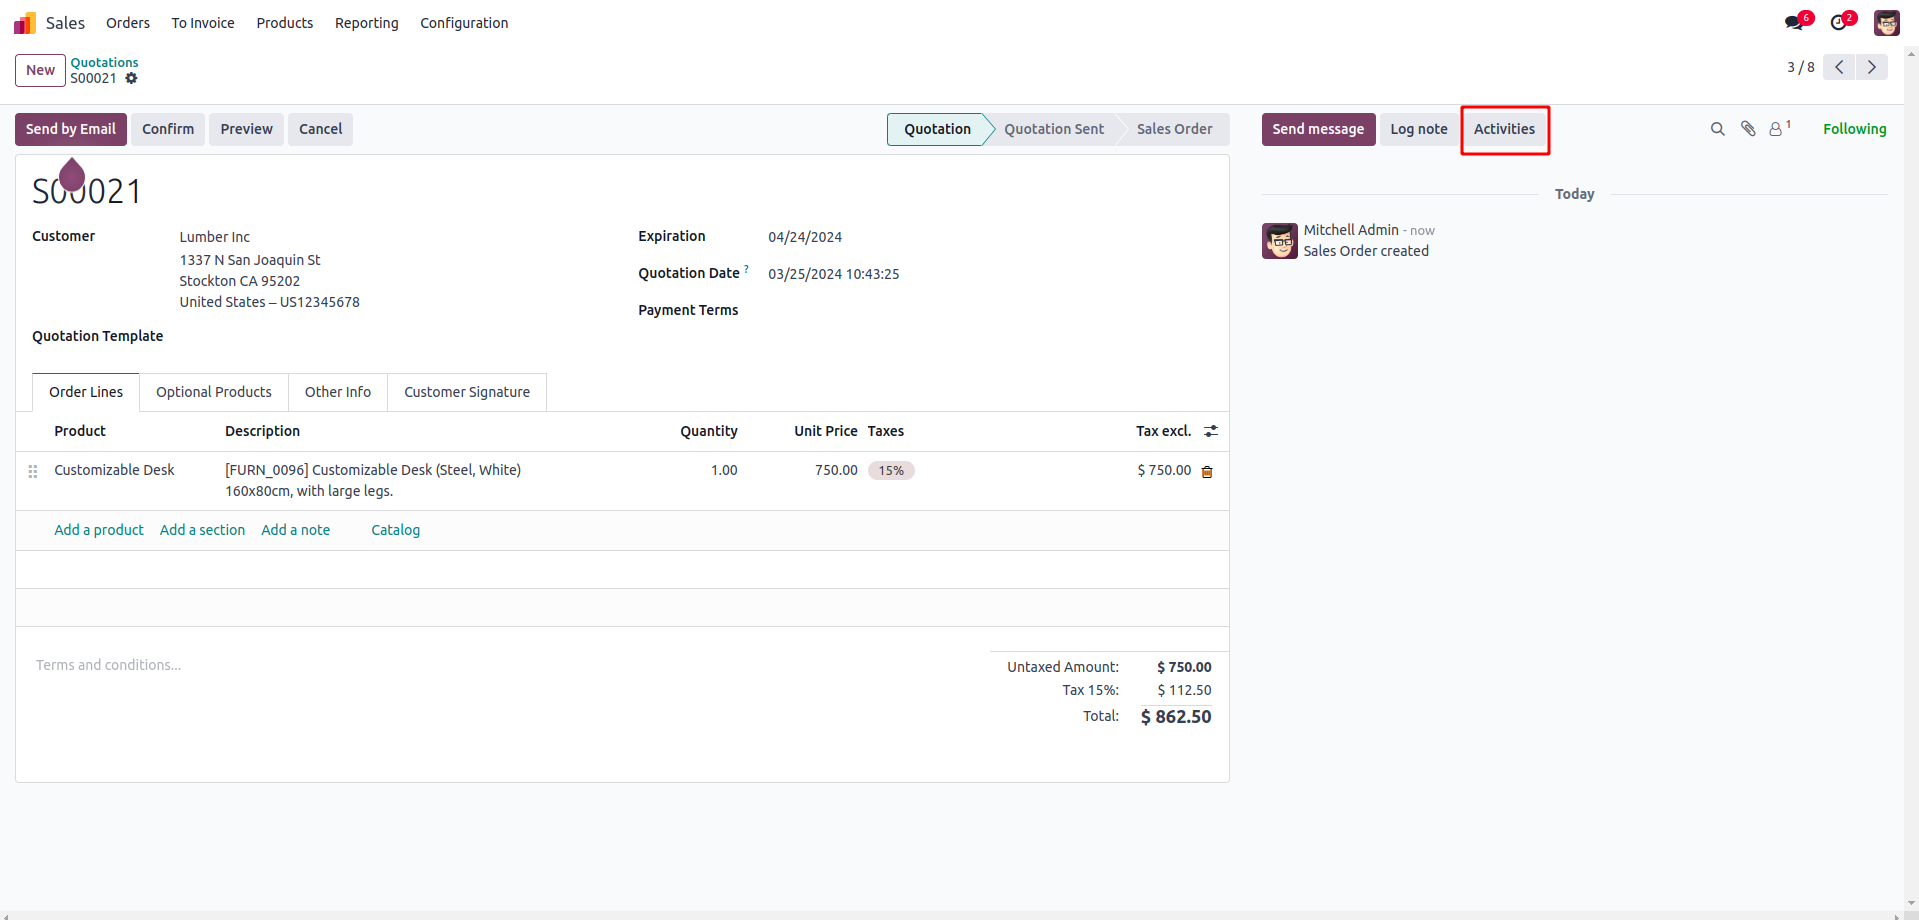 Sales Orders To Invoice Products Reporting Configuration 6 2
New Quotations 3 / 8
S00021
Send by Email Confirm Preview Cancel Quotation Quotation Sent Sales Order Send message Log note Activities 1 Following
S00021
Today
Customer Lumber Inc Expiration 04/24/2024 Mitchell Admin - now
1337 N San Joaquin St Sales Order created
Stockton CA 95202 Quotation Date ? 03/25/2024 10:43:25
United States – US12345678 Payment Terms
Quotation Template
Order Lines Optional Products Other Info Customer Signature
Product Description Quantity Unit Price Taxes Tax excl.
Customizable Desk [FURN_0096] Customizable Desk (Steel, White) 1.00 750.00 15% $ 750.00
160x80cm, with large legs.
Add a product Add a section Add a note Catalog
Terms and conditions... Untaxed Amount: $ 750.00
Tax 15%: $ 112.50
Total: $ 862.50